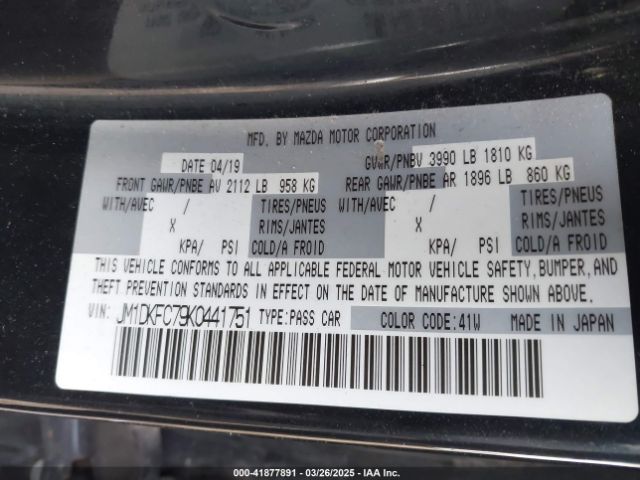 MFD. BY MAZDA MOTOR CORPORATION
DATE 04/19 GVWR/PNBV 3990 LB 1810 KG
FRONT GAWR/PNBE AV 2112 LB 958 KG REAR GAWR/PNBE AR 1896 LB 860 KG
WITH/AVEC / TIRES/PNEUS WITH/AVEC / TIRES/PNEUS
X RIMS/JANTES X RIMS/JANTES
KPA/ PSI COLD/A FROID KPA/ PSI COLD/A FROID
THIS VEHICLE CONFORMS TO ALL APPLICABLE FEDERAL MOTOR VEHICLE SAFETY,BUMPER,AND
THEFT PREVENTION STANDARDS IN EFFECT ON THE DATE OF MANUFACTURE SHOWN ABOVE.
VIN: JM1DKFC79K0441751 TYPE:PASS CAR COLOR CODE:41W MADE IN JAPAN
000-41877891 - 03/26/2025 - IAA Inc.